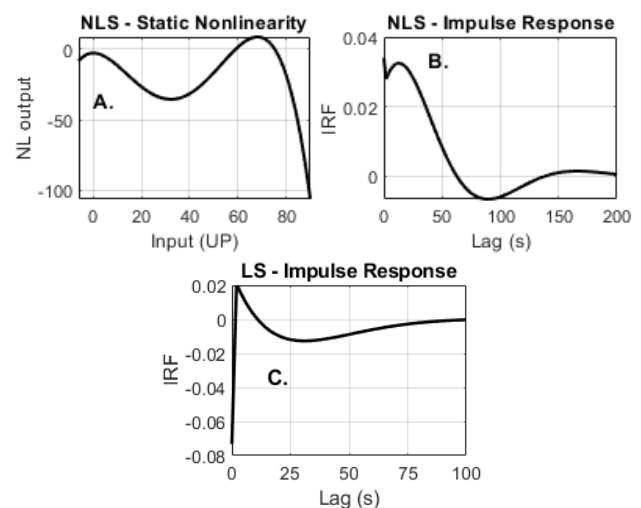 NLS - Static Nonlinearity
0
-50
-100
NL output
A.
0 20 40 60 80
Input (UP)
NLS - Impulse Response
0.04
0.02
0
IRF
B.
0 50 100 150 200
Lag (s)
LS - Impulse Response
0.02
0
-0.02
-0.04
-0.06
-0.08
IRF
C.
0 25 50 75 100
Lag (s)